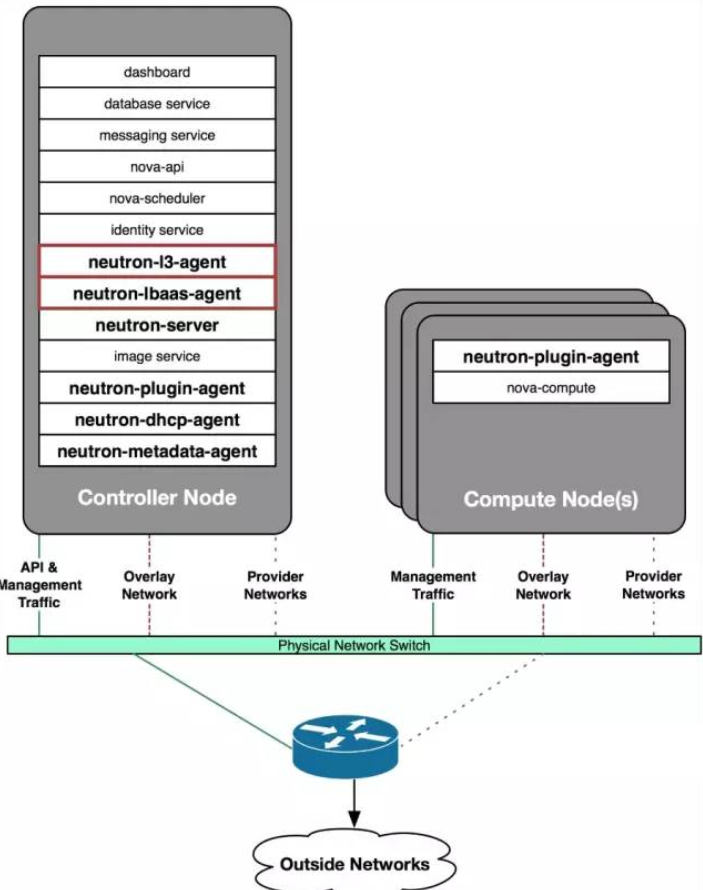 dashboard
database service
messaging service
nova-api
nova-scheduler
identity service
neutron-l3-agent
neutron-lbaas-agent
neutron-server
image service
neutron-plugin-agent
neutron-dhcp-agent
neutron-metadata-agent
Controller Node
neutron-plugin-agent
nova-compute
Compute Node(s)
API &
Management
Traffic
Overlay
Network
Provider
Networks
Management
Traffic
Overlay
Network
Provider
Networks
Physical Network Switch
Outside Networks